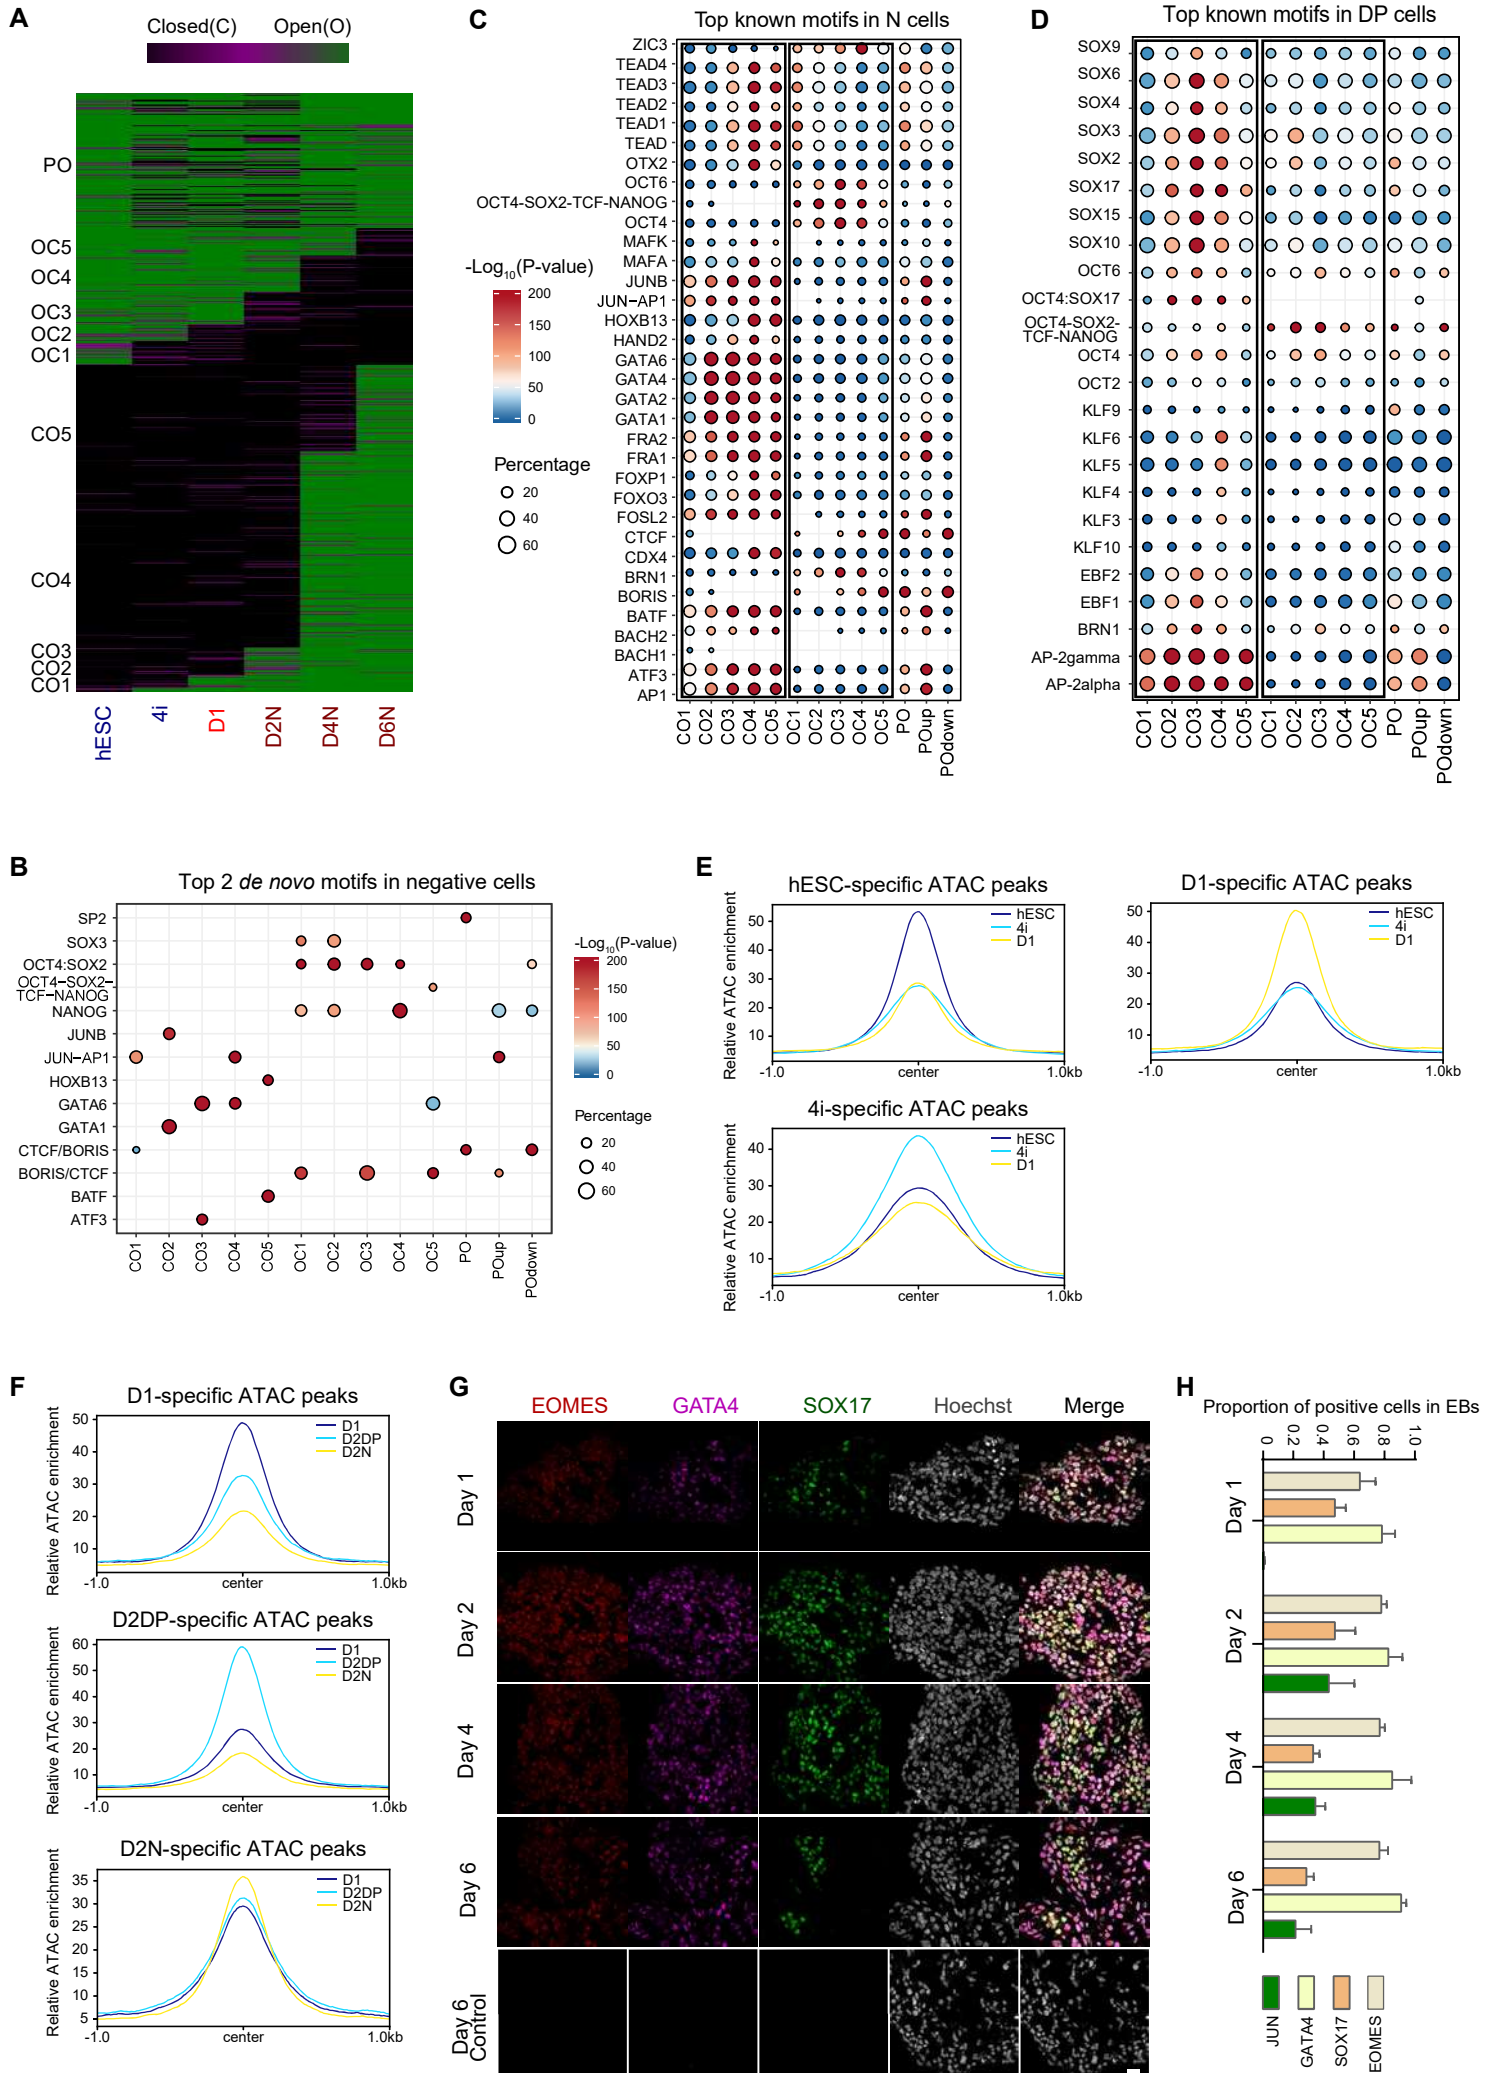 A
Closed(C)
Open(O)
PO
OC5
OC4
OC3
OC2
OC1
CO5
CO4
CO3
CO2
CO1
hESC
4i
D1
D2N
D4N
D6N
C
Top known motifs in N cells
ZIC3
TEAD4
TEAD3
TEAD2
TEAD1
TEAD
OTX2
OCT6
OCT4-SOX2-TCF-NANOG
OCT4
MAFK
MAFA
JUNB
JUN-AP1
HOXB13
HAND2
GATA6
GATA4
GATA2
GATA1
FRA2
FRA1
FOXP1
FOXO3
FOSL2
CTCF
CDX4
BRN1
BORIS
BATF
BACH2
BACH1
ATF3
AP1
-Log10(P-value)
200
150
100
50
0
Percentage
20
40
60
CO1
CO2
CO3
CO4
CO5
OC1
OC2
OC3
OC4
OC5
PO
POup
POdown
D
Top known motifs in DP cells
SOX9
SOX6
SOX4
SOX3
SOX2
SOX17
SOX15
SOX10
OCT6
OCT4:SOX17
OCT4-SOX2-
TCF-NANOG
OCT4
OCT2
KLF9
KLF6
KLF5
KLF4
KLF3
KLF10
EBF2
EBF1
BRN1
AP-2gamma
AP-2alpha
CO1
CO2
CO3
CO4
CO5
OC1
OC2
OC3
OC4
OC5
PO
POup
POdown
B
Top 2 de novo motifs in negative cells
SP2
SOX3
OCT4:SOX2
OCT4-SOX2-
TCF-NANOG
NANOG
JUNB
JUN-AP1
HOXB13
GATA6
GATA1
CTCF/BORIS
BORIS/CTCF
BATF
ATF3
CO1
CO2
CO3
CO4
CO5
OC1
OC2
OC3
OC4
OC5
PO
POup
POdown
-Log10(P-value)
200
150
100
50
0
Percentage
20
40
60
E
hESC-specific ATAC peaks
Relative ATAC enrichment
50
40
30
20
10
hESC
4i
D1
-1.0
center
1.0kb
D1-specific ATAC peaks
Relative ATAC enrichment
50
40
30
20
10
hESC
4i
D1
-1.0
center
1.0kb
4i-specific ATAC peaks
Relative ATAC enrichment
40
30
20
10
hESC
4i
D1
-1.0
center
1.0kb
F
D1-specific ATAC peaks
Relative ATAC enrichment
50
40
30
20
10
D1
D2DP
D2N
-1.0
center
1.0kb
D2DP-specific ATAC peaks
Relative ATAC enrichment
60
50
40
30
20
10
D1
D2DP
D2N
-1.0
center
1.0kb
D2N-specific ATAC peaks
Relative ATAC enrichment
35
30
25
20
15
10
5
D1
D2DP
D2N
-1.0
center
1.0kb
G
EOMES
GATA4
SOX17
Hoechst
Merge
Day 1
Day 2
Day 4
Day 6
Day 6
Control
H
Proportion of positive cells in EBs
0
0.2
0.4
0.6
0.8
1.0
Day 1
Day 2
Day 4
Day 6
JUN
GATA4
SOX17
EOMES